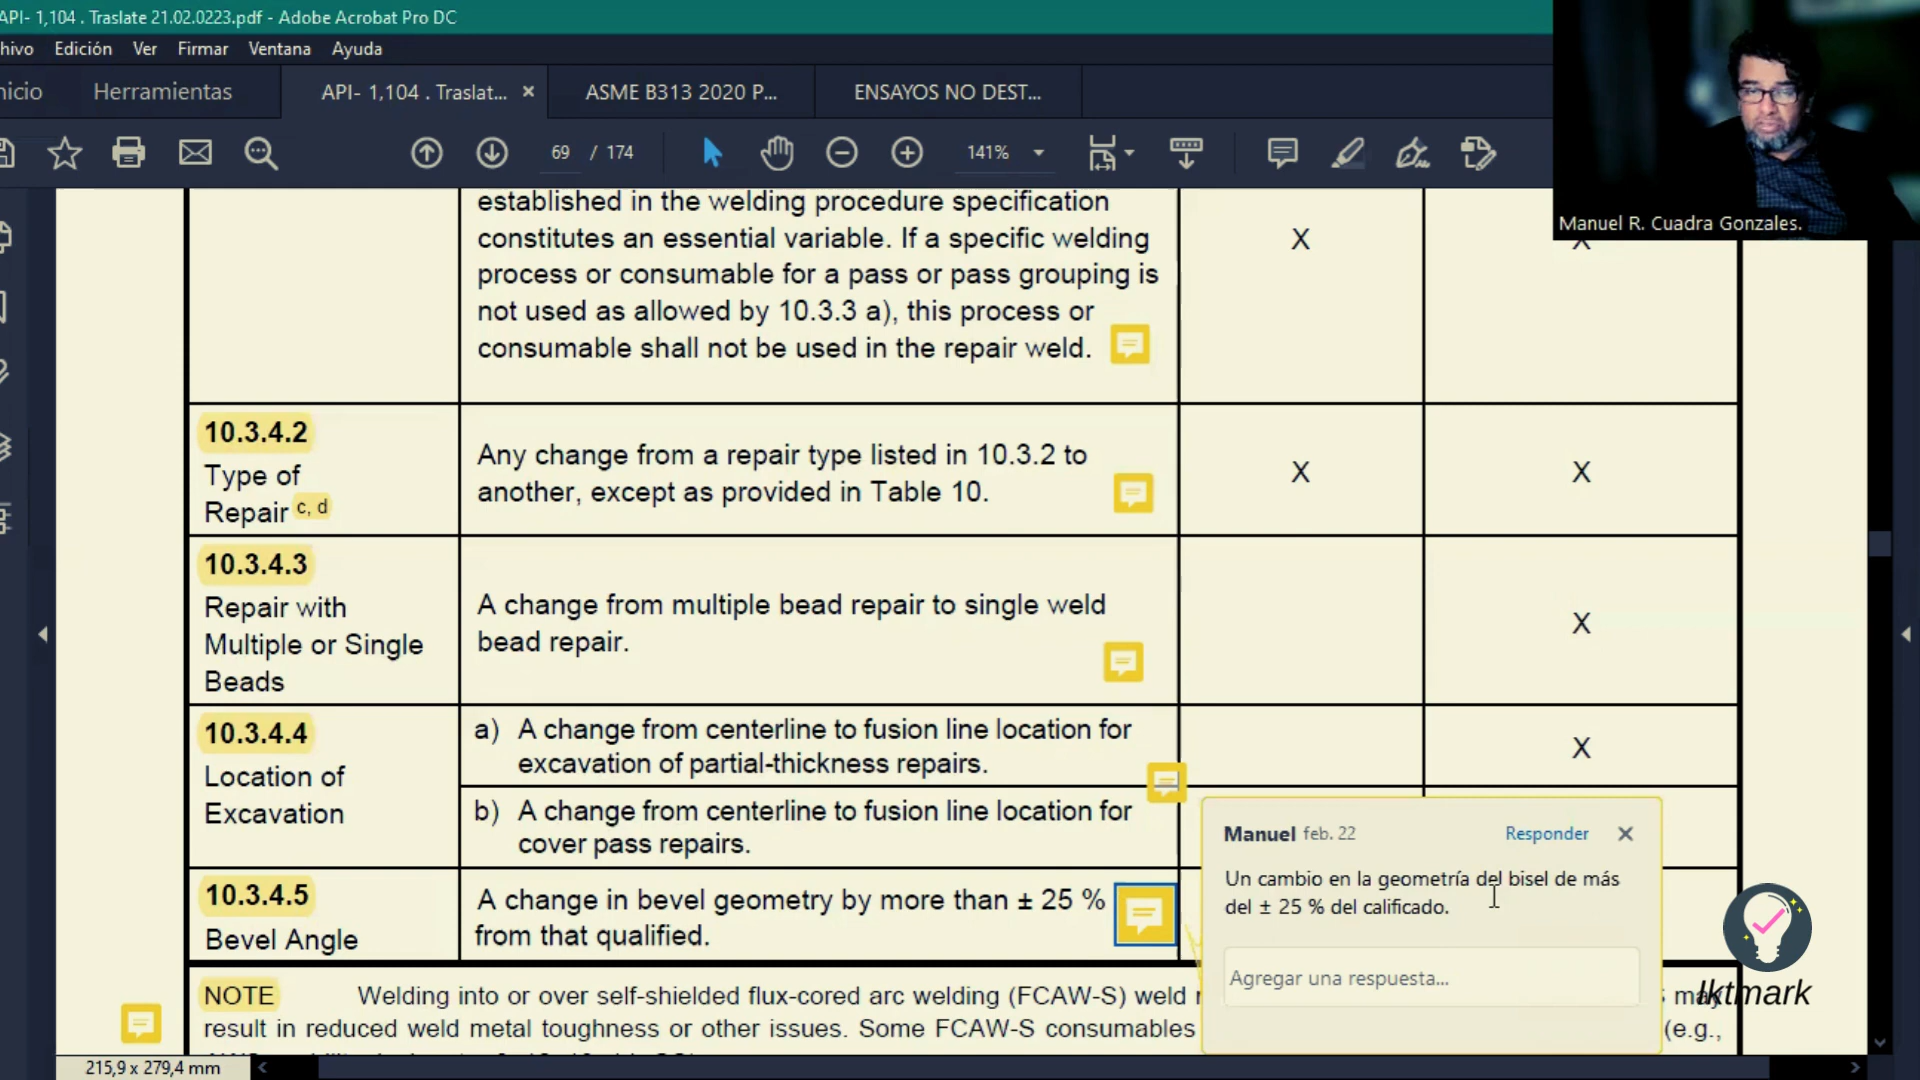 API- 1,104 . Traslate 21.02.0223.pdf - Adobe Acrobat Pro DC
Edición Ver Firmar Ventana Ayuda
Herramientas
API- 1,104 . Traslat... ×
ASME B313 2020 P...
ENSAYOS NO DEST...
69 / 174
141%
Manuel R. Cuadra Gonzales.
established in the welding procedure specification
constitutes an essential variable. If a specific welding
process or consumable for a pass or pass grouping is
not used as allowed by 10.3.3 a), this process or
consumable shall not be used in the repair weld.
X
X
10.3.4.2
Type of
Repair c, d
Any change from a repair type listed in 10.3.2 to
another, except as provided in Table 10.
X
X
10.3.4.3
Repair with
Multiple or Single
Beads
A change from multiple bead repair to single weld
bead repair.
X
10.3.4.4
Location of
Excavation
a) A change from centerline to fusion line location for
excavation of partial-thickness repairs.
X
b) A change from centerline to fusion line location for
cover pass repairs.
10.3.4.5
Bevel Angle
A change in bevel geometry by more than ± 25 %
from that qualified.
Manuel feb. 22 Responder
Un cambio en la geometría del bisel de más
del ± 25 % del calificado.
Agregar una respuesta...
Iktmark
NOTE Welding into or over self-shielded flux-cored arc welding (FCAW-S) weld may
result in reduced weld metal toughness or other issues. Some FCAW-S consumables (e.g.,
215,9 x 279,4 mm